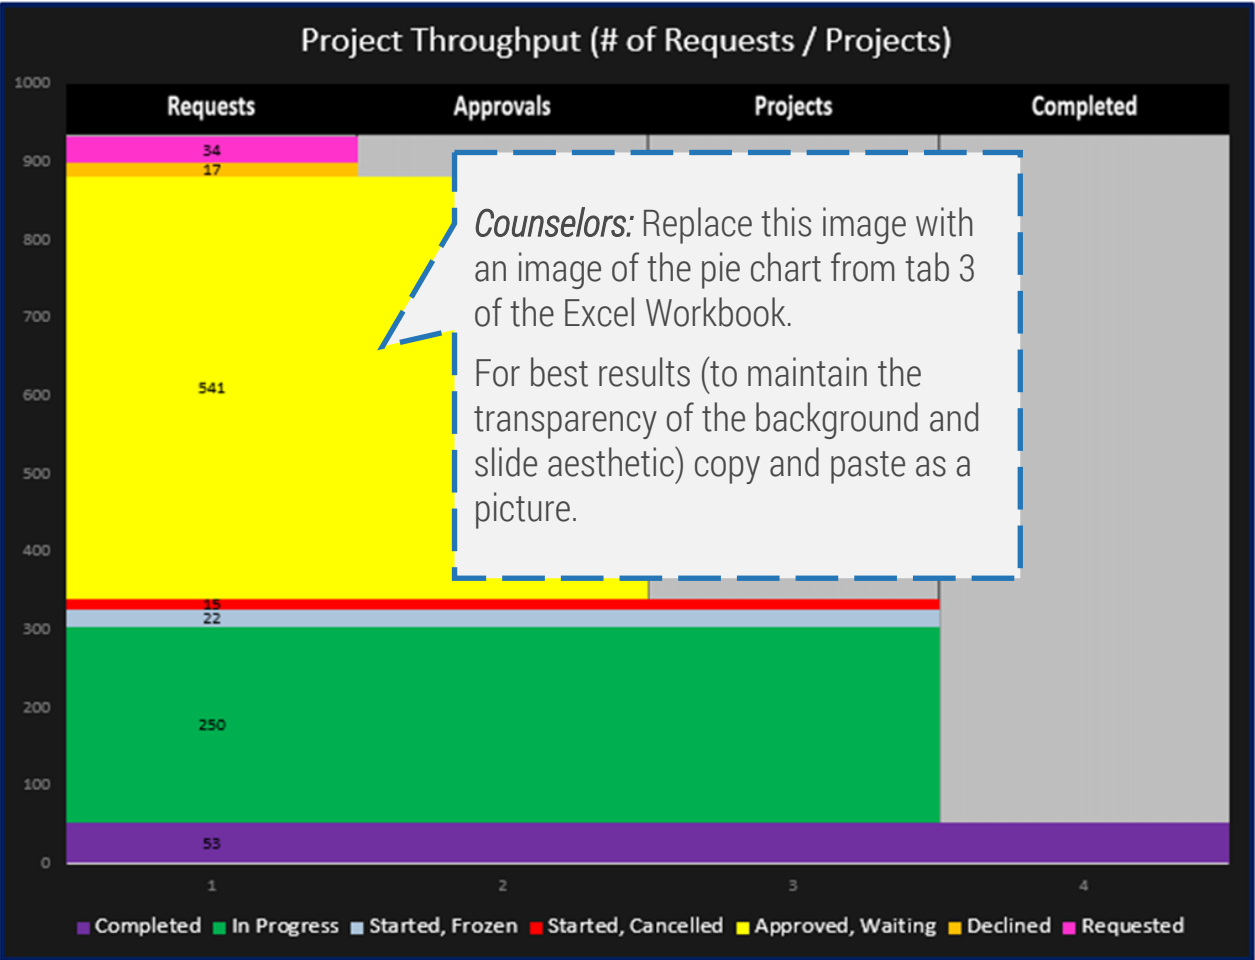 Project Throughput (# of Requests / Projects)
1000
Requests Approvals Projects Completed
34
900
17
Counselors: Replace this image with
an image of the pie chart from tab 3
of the Excel Workbook.
For best results (to maintain the
transparency of the background and
slide aesthetic) copy and paste as a
picture.
800
700
600
541
500
400
15
22
300
250
200
100
53
0
1 2 3 4
Completed In Progress Started, Frozen Started, Cancelled Approved, Waiting Declined Requested